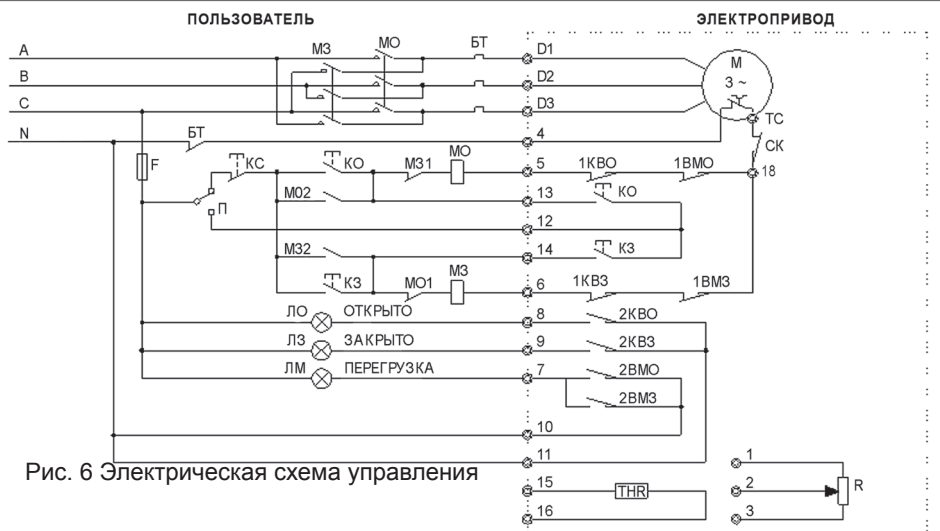 ПОЛЬЗОВАТЕЛЬ ЭЛЕКТРОПРИВОД
A МЗ МО БТ D1 М
B D2 3 ~
C D3 ТС
N БТ 4 СК
F КС КО МЗ1 МО 5 1КВО 1ВМО 18
П М02 13 КО
12
М32 14 КЗ
КЗ МО1 МЗ 6 1КВЗ 1ВМЗ
ЛО ОТКРЫТО 8 2КВО
ЛЗ ЗАКРЫТО 9 2КВЗ
ЛМ ПЕРЕГРУЗКА 7 2ВМО
2ВМЗ
10
11 1
Рис. 6 Электрическая схема управления
15 THR 2 R
16 3